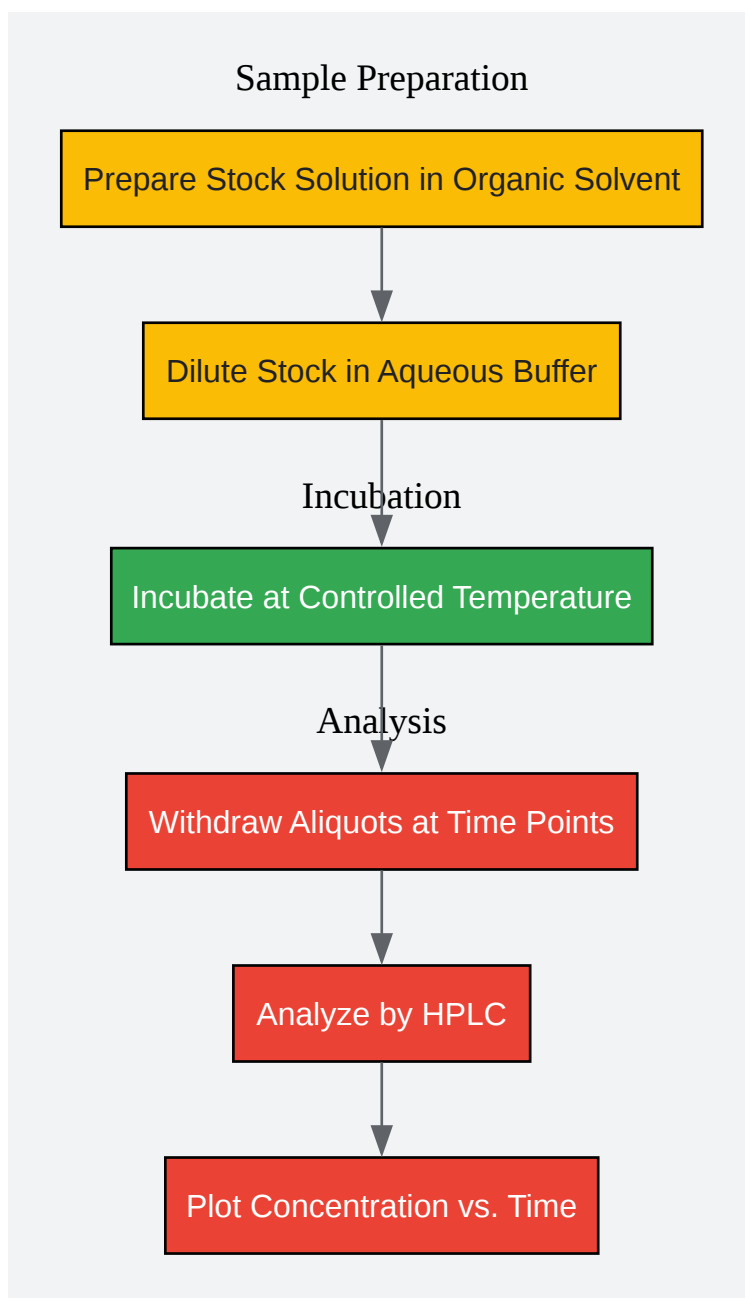 Sample Preparation
Prepare Stock Solution in Organic Solvent
Dilute Stock in Aqueous Buffer
Incubation
Incubate at Controlled Temperature
Analysis
Withdraw Aliquots at Time Points
Analyze by HPLC
Plot Concentration vs. Time